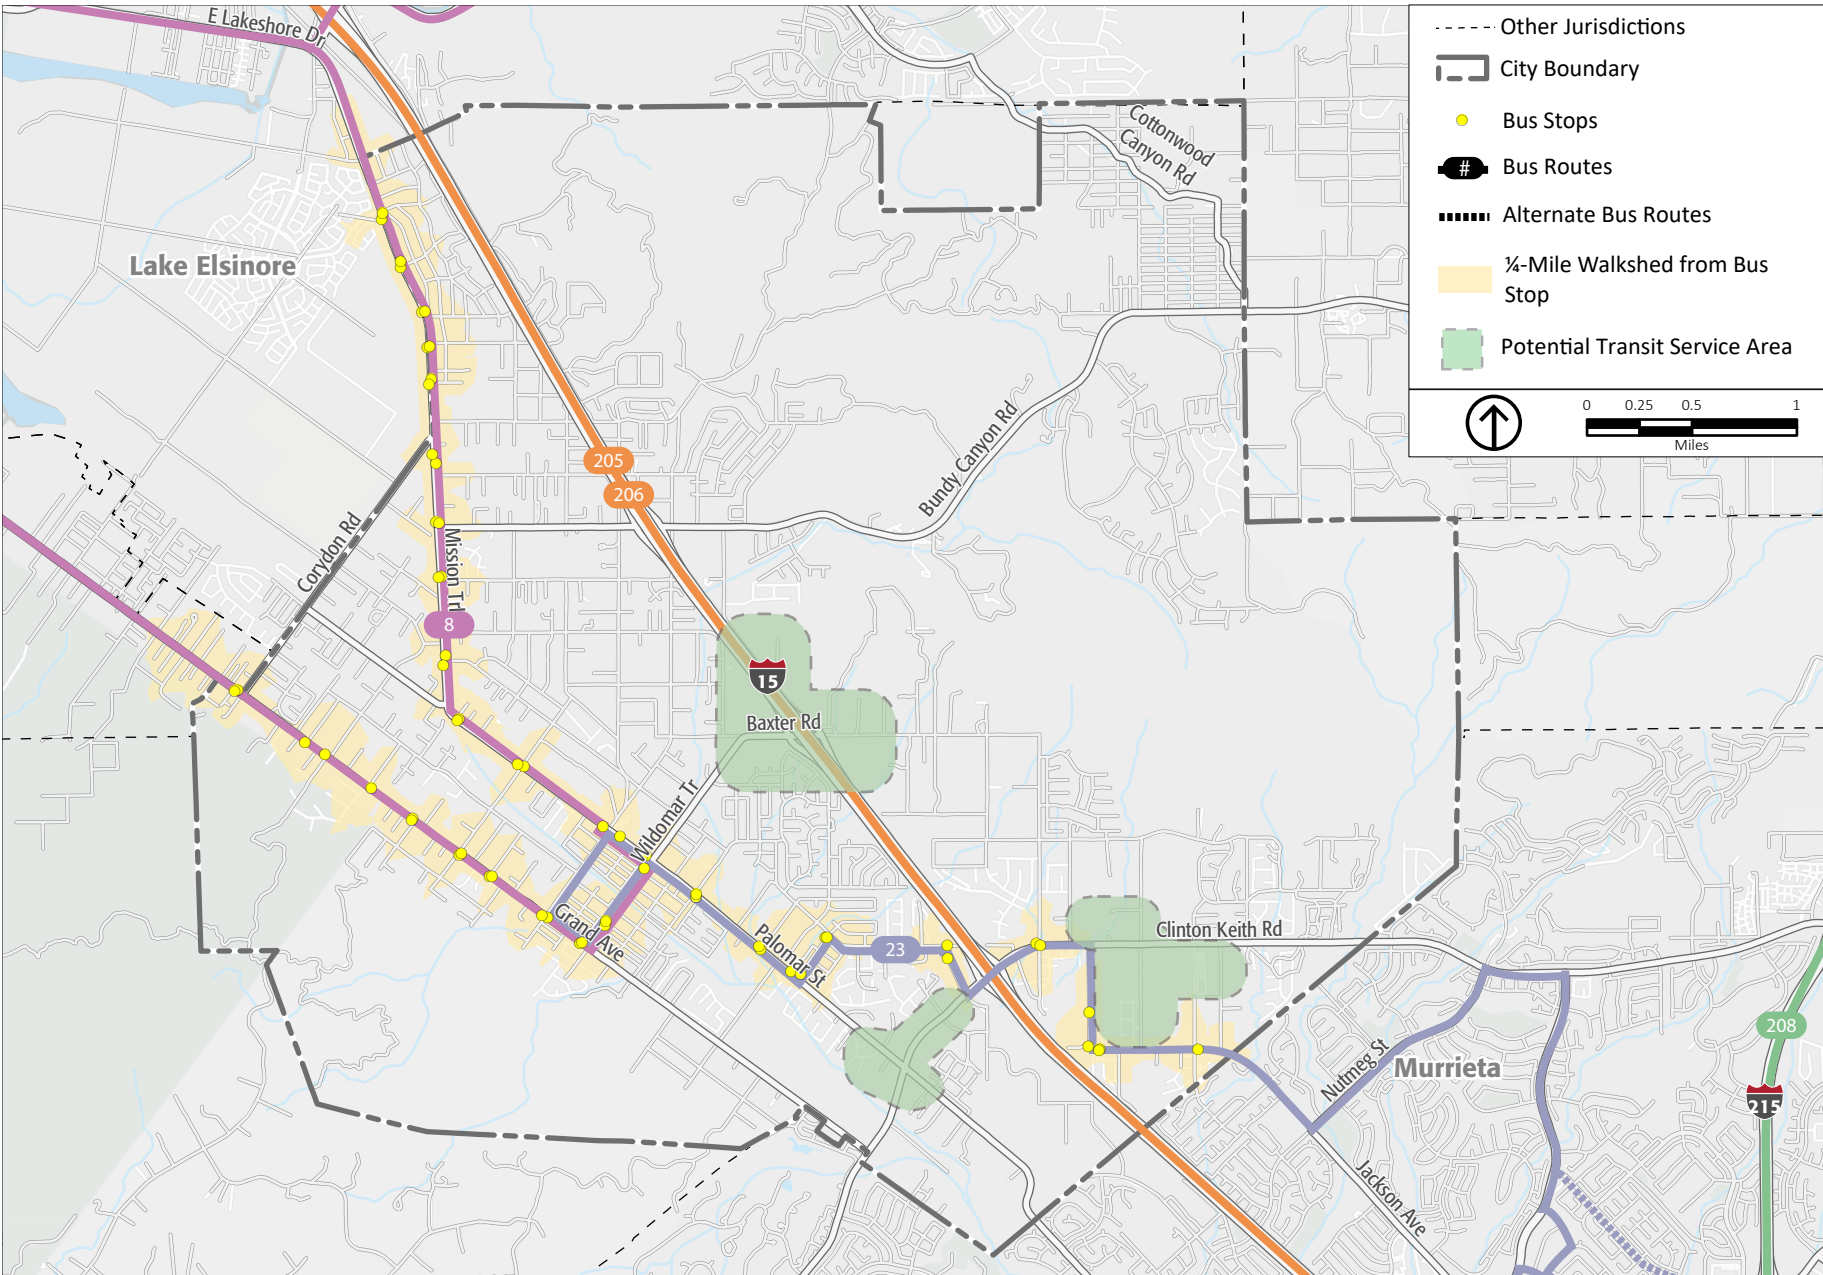 E Lakeshore Dr
Other Jurisdictions
City Boundary
Bus Stops
#
Bus Routes
Alternate Bus Routes
¼-Mile Walkshed from Bus
Stop
Potential Transit Service Area
0 0.25 0.5 1
Miles
Cottonwood
Canyon Rd
Lake Elsinore
205
206
Bundy Canyon Rd
Corydon Rd
Mission Trl
8
15
Baxter Rd
Wildomar Tr
Grand Ave
Palomar St
23
Clinton Keith Rd
208
Nutmeg St
Murrieta
215
Jackson Ave